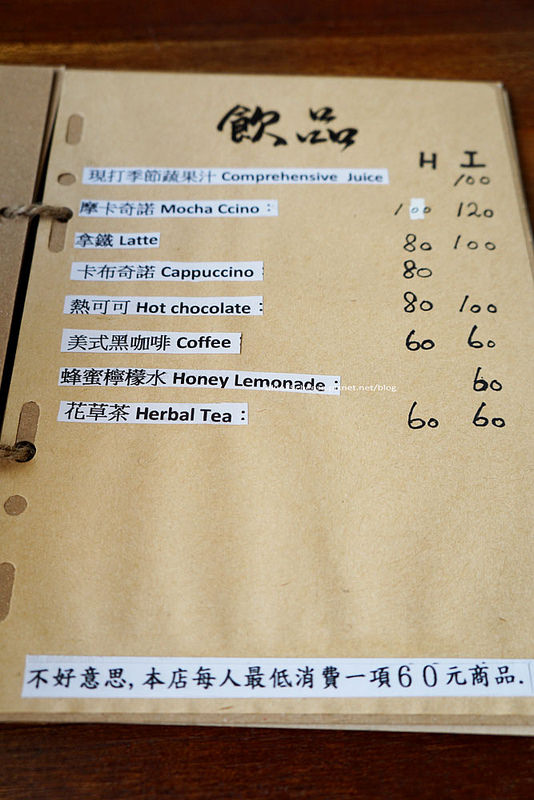 飲品
H I
現打季節蔬果汁 Comprehensive Juice 100
摩卡奇諾 Mocha Ccino： 100 120
拿鐵 Latte 80 100
卡布奇諾 Cappuccino 80
熱可可 Hot chocolate： 80 100
美式黑咖啡 Coffee 60 60
蜂蜜檸檬水 Honey Lemonade： 60
花草茶 Herbal Tea： 60 60
不好意思,本店每人最低消費一項60元商品.